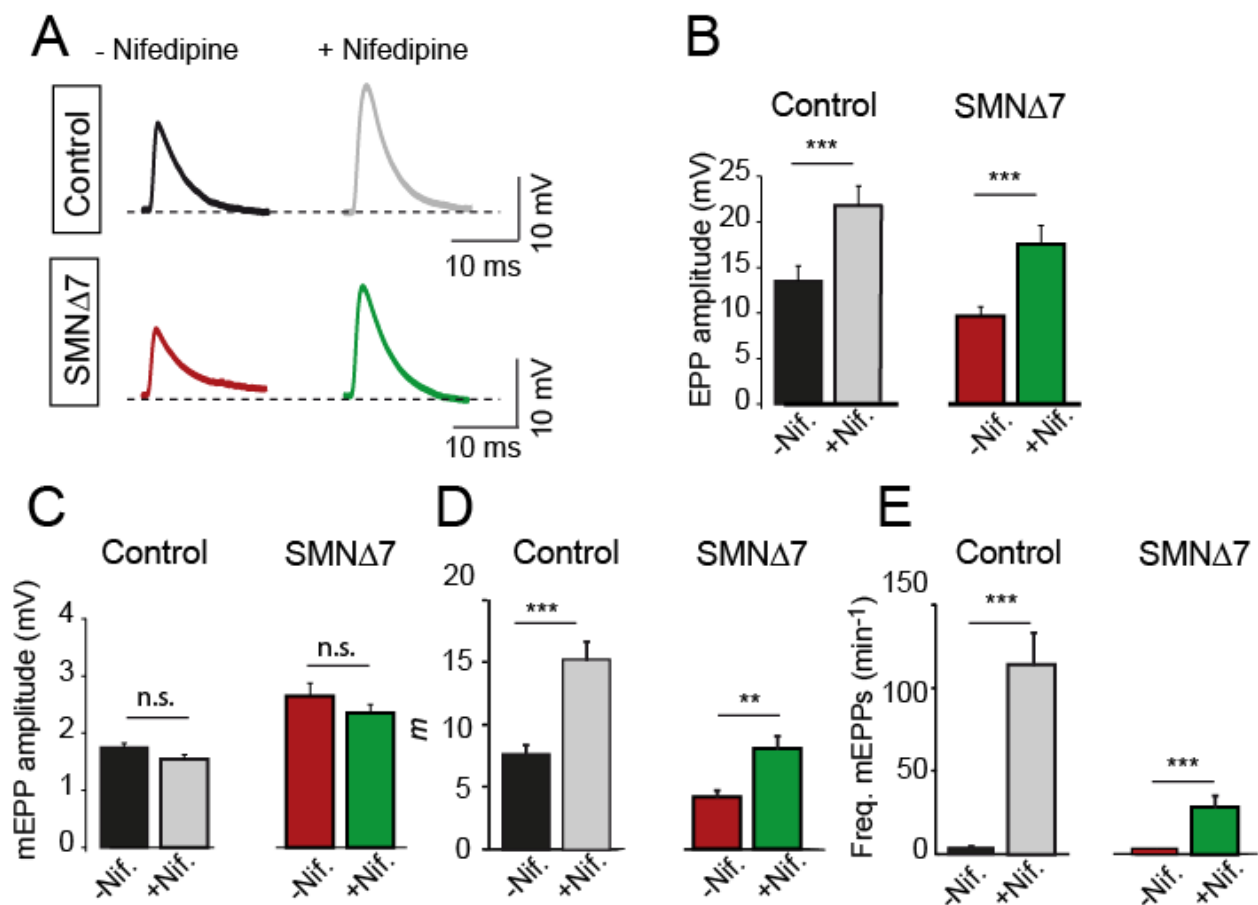 A
- Nifedipine
+ Nifedipine
Control
10 mV
10 ms
SMNΔ7
10 mV
10 ms
B
Control
SMNΔ7
***
***
EPP amplitude (mV)
25
20
15
10
5
0
-Nif.
+Nif.
-Nif.
+Nif.
C
Control
SMNΔ7
mEPP amplitude (mV)
4
3
2
1
0
n.s.
n.s.
-Nif.
+Nif.
-Nif.
+Nif.
D
Control
SMNΔ7
m
20
15
10
5
0
***
**
-Nif.
+Nif.
-Nif.
+Nif.
E
Control
SMNΔ7
Freq. mEPPs (min⁻¹)
150
100
50
0
***
***
-Nif.
+Nif.
-Nif.
+Nif.